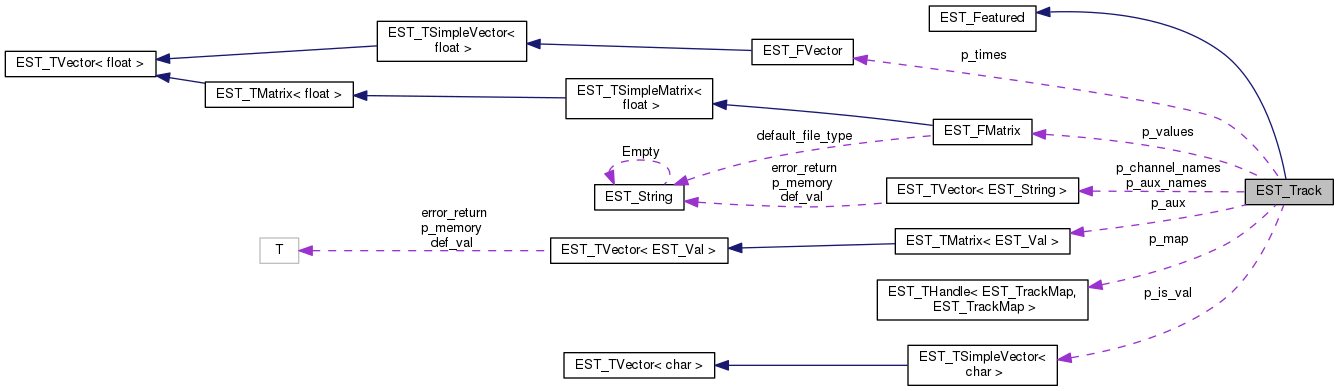 EST_Featured
EST_TSimpleVector<
float >
EST_FVector
EST_TVector< float >
p_times
EST_TMatrix< float >
EST_TSimpleMatrix<
float >
EST_FMatrix
p_values
default_file_type
Empty
EST_String
error_return
p_memory
def_val
EST_TVector< EST_String >
p_channel_names
p_aux_names
EST_Track
p_aux
error_return
p_memory
def_val
T
EST_TVector< EST_Val >
EST_TMatrix< EST_Val >
p_map
EST_THandle< EST_TrackMap,
EST_TrackMap >
p_is_val
EST_TVector< char >
EST_TSimpleVector<
char >